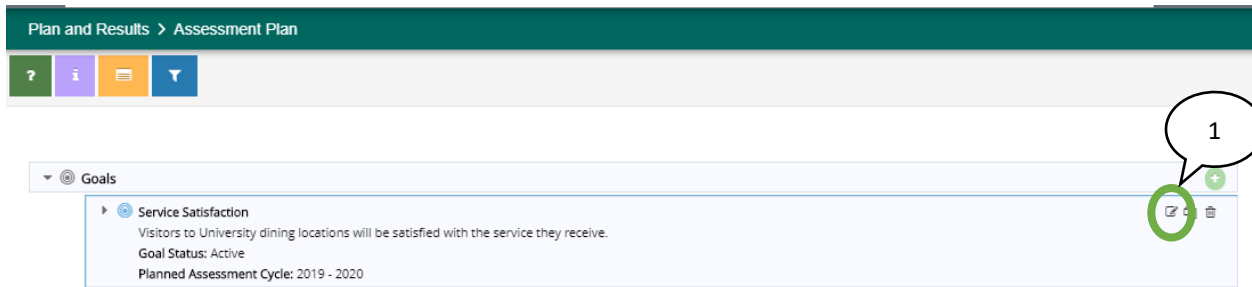 Plan and Results > Assessment Plan
? i
1
Goals
Service Satisfaction
Visitors to University dining locations will be satisfied with the service they receive.
Goal Status: Active
Planned Assessment Cycle: 2019 - 2020